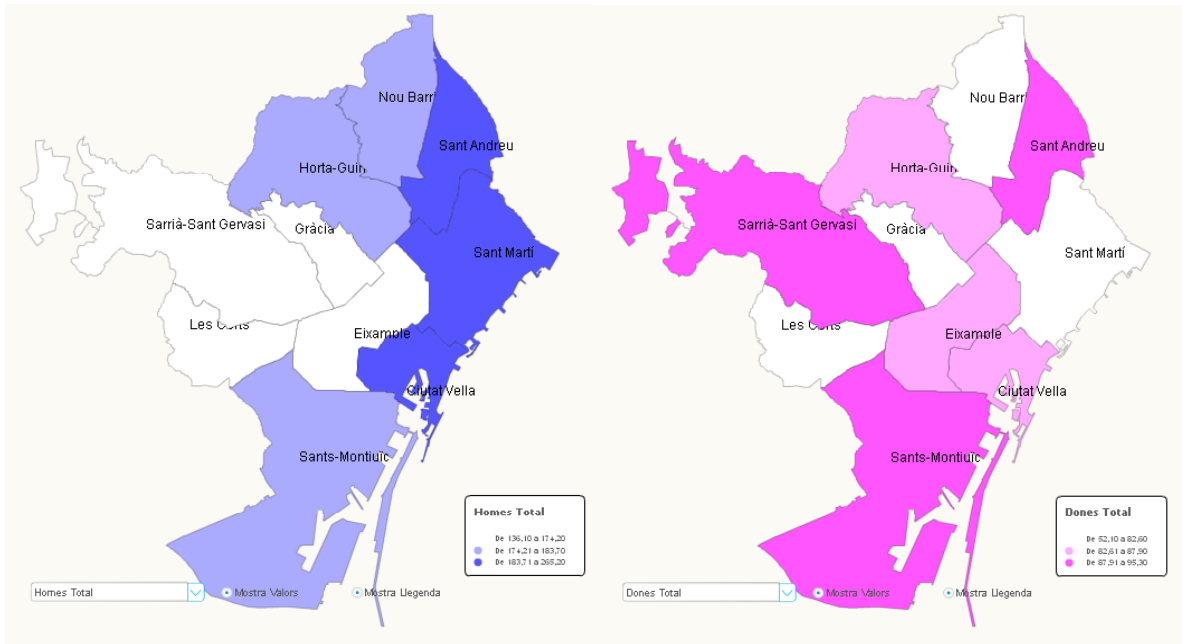 Nou Barri
Sant Andreu
Horta-Guin
Sarrià-Sant Gervasi
Gràcia
Sant Martí
Les Corts
Eixample
Ciutat Vella
Sants-Montjuïc
Homes Total
De 136,10 a 174,20
De 174,21 a 183,70
De 183,71 a 265,20
Homes Total
Mostra Valors
Mostra Llegenda
Nou Barri
Sant Andreu
Horta-Guin
Sarrià-Sant Gervasi
Gràcia
Sant Martí
Les Corts
Eixample
Ciutat Vella
Sants-Montjuïc
Dones Total
De 52,10 a 82,60
De 82,61 a 87,90
De 87,91 a 95,30
Dones Total
Mostra Valors
Mostra Llegenda